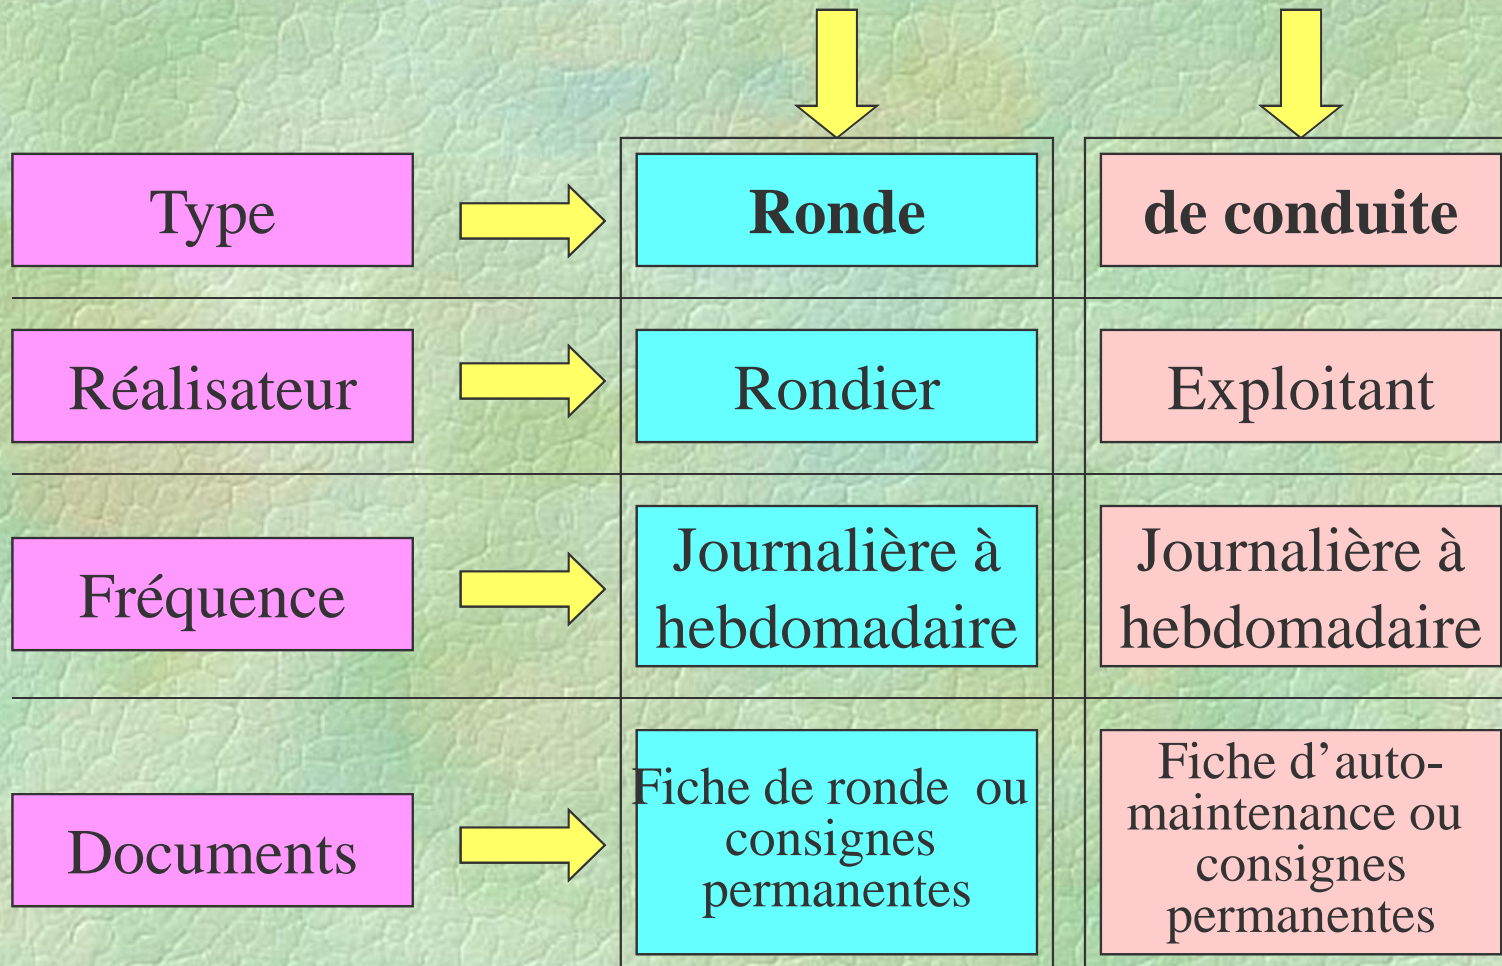 Type
Ronde
de conduite
Réalisateur
Rondier
Exploitant
Fréquence
Journalière à
hebdomadaire
Journalière à
hebdomadaire
Documents
Fiche de ronde  ou
consignes
permanentes
Fiche d’auto-
maintenance ou
consignes
permanentes